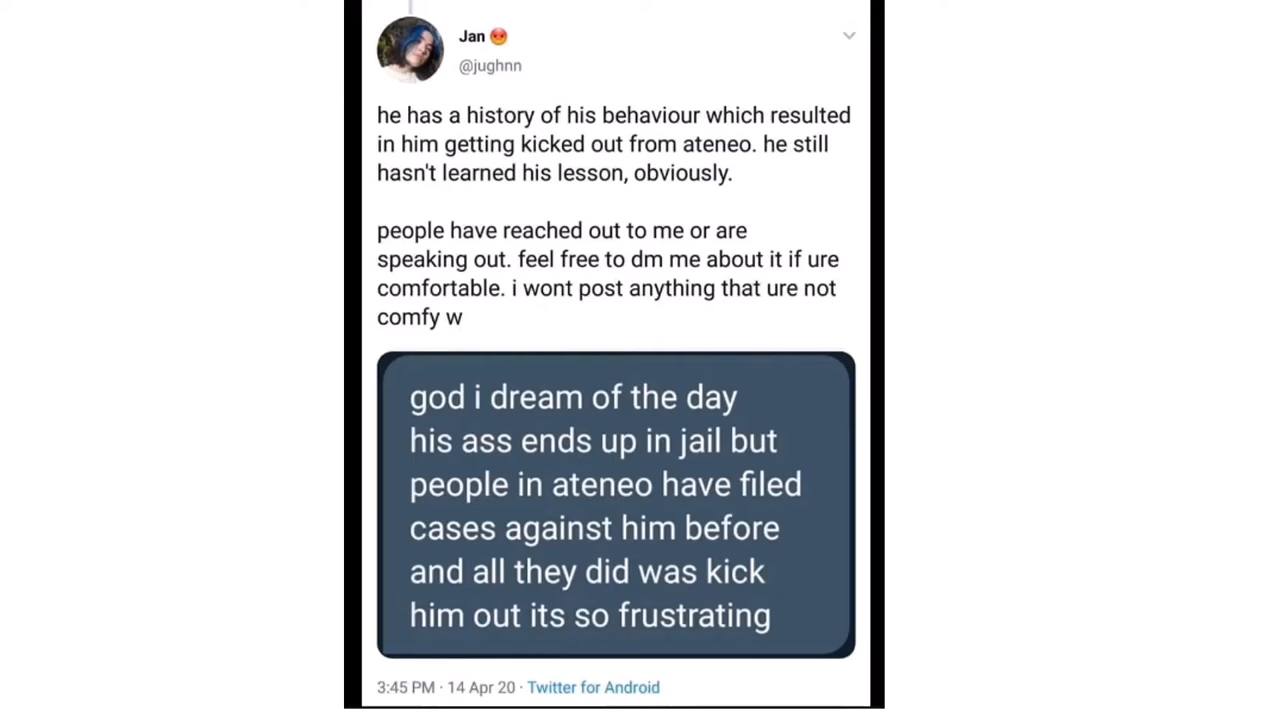 Jan 😡
@jughnn
he has a history of his behaviour which resulted
in him getting kicked out from ateneo. he still
hasn't learned his lesson, obviously.
people have reached out to me or are
speaking out. feel free to dm me about it if ure
comfortable. i wont post anything that ure not
comfy w
god i dream of the day
his ass ends up in jail but
people in ateneo have filed
cases against him before
and all they did was kick
him out its so frustrating
3:45 PM · 14 Apr 20 · Twitter for Android